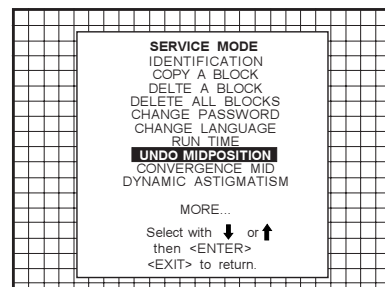 SERVICE MODE
IDENTIFICATION
COPY A BLOCK
DELTE A BLOCK
DELETE ALL BLOCKS
CHANGE PASSWORD
CHANGE LANGUAGE
RUN TIME
UNDO MIDPOSITION
CONVERGENCE MID
DYNAMIC ASTIGMATISM
MORE...
Select with ⬇ or ⬆
then <ENTER>
<EXIT> to return.